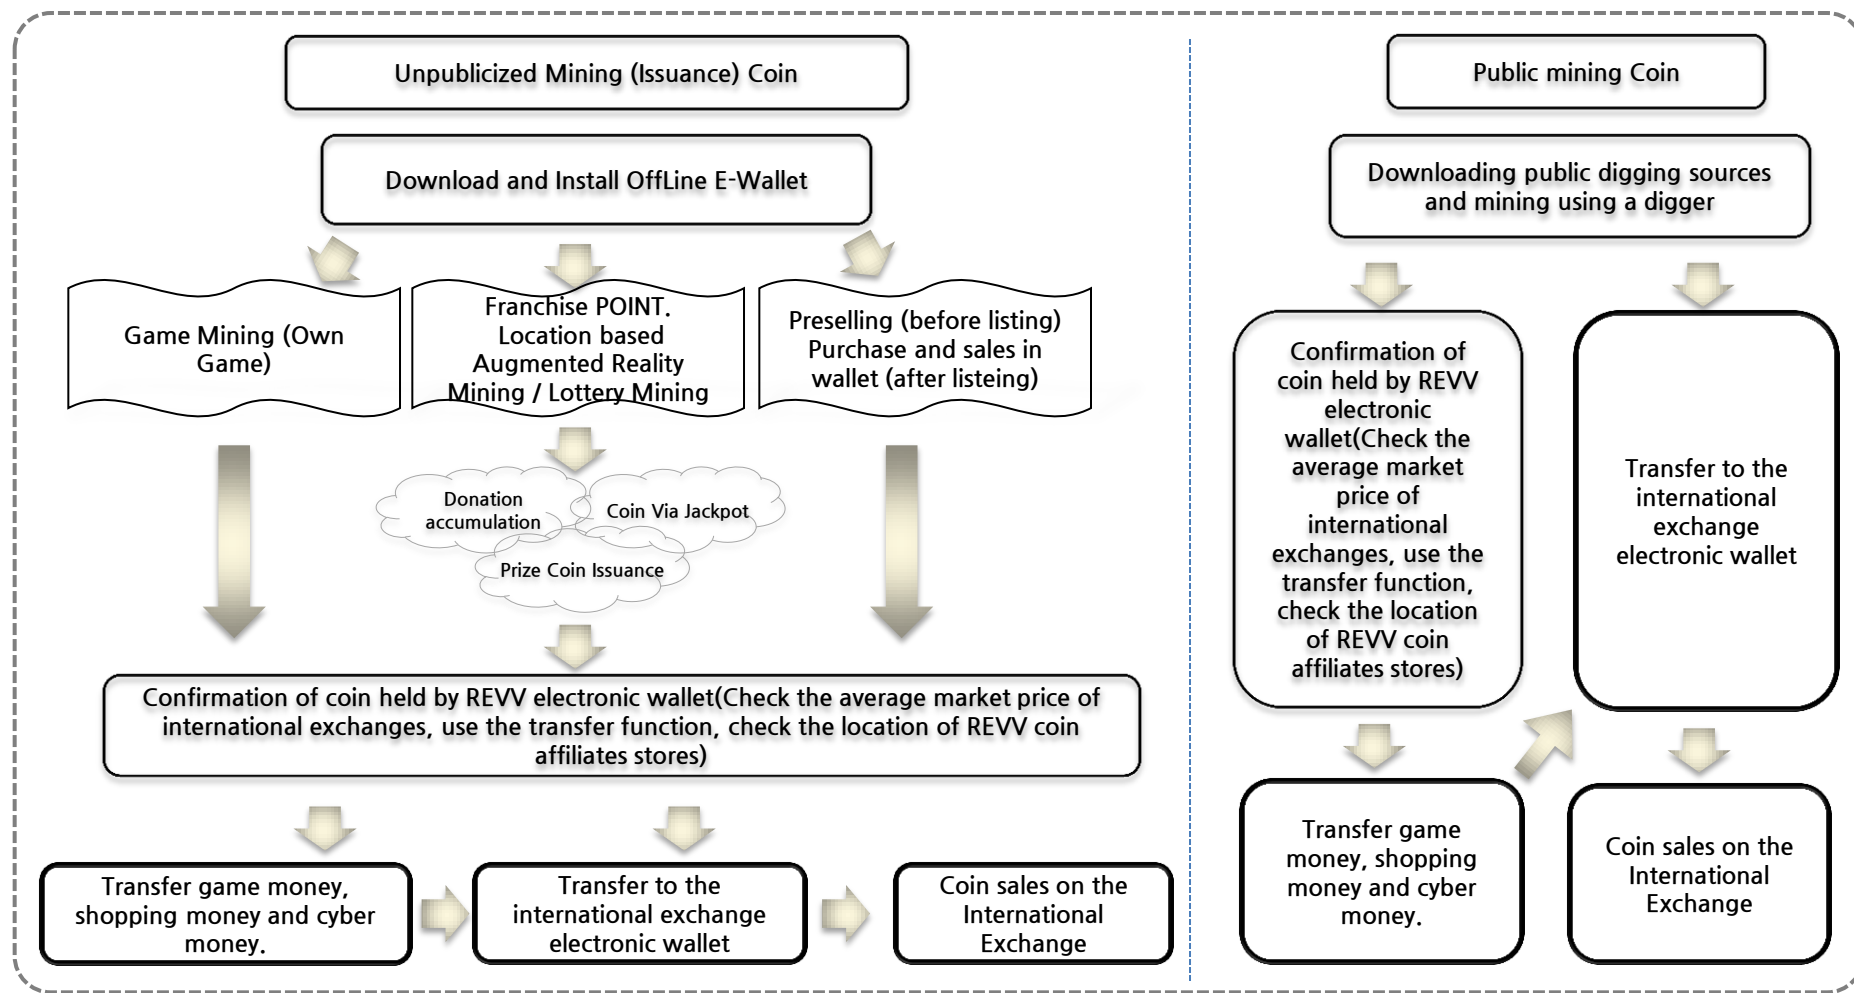 Unpublicized Mining (Issuance) Coin
Download and Install OffLine E-Wallet
Game Mining (Own
Game)
Franchise POINT.
Location based
Augmented Reality
Mining / Lottery Mining
Preselling (before listing)
Purchase and sales in
wallet (after listeing)
Donation
accumulation
Coin Via Jackpot
Prize Coin Issuance
Confirmation of coin held by REVV electronic wallet(Check the average market price of
international exchanges, use the transfer function, check the location of REVV coin
affiliates stores)
Transfer game money,
shopping money and cyber
money.
Transfer to the
international exchange
electronic wallet
Coin sales on the
International
Exchange
Public mining Coin
Downloading public digging sources
and mining using a digger
Confirmation of
coin held by REVV
electronic
wallet(Check the
average market
price of
international
exchanges, use the
transfer function,
check the location
of REVV coin
affiliates stores)
Transfer to the
international
exchange
electronic wallet
Transfer game
money, shopping
money and cyber
money.
Coin sales on the
International
Exchange